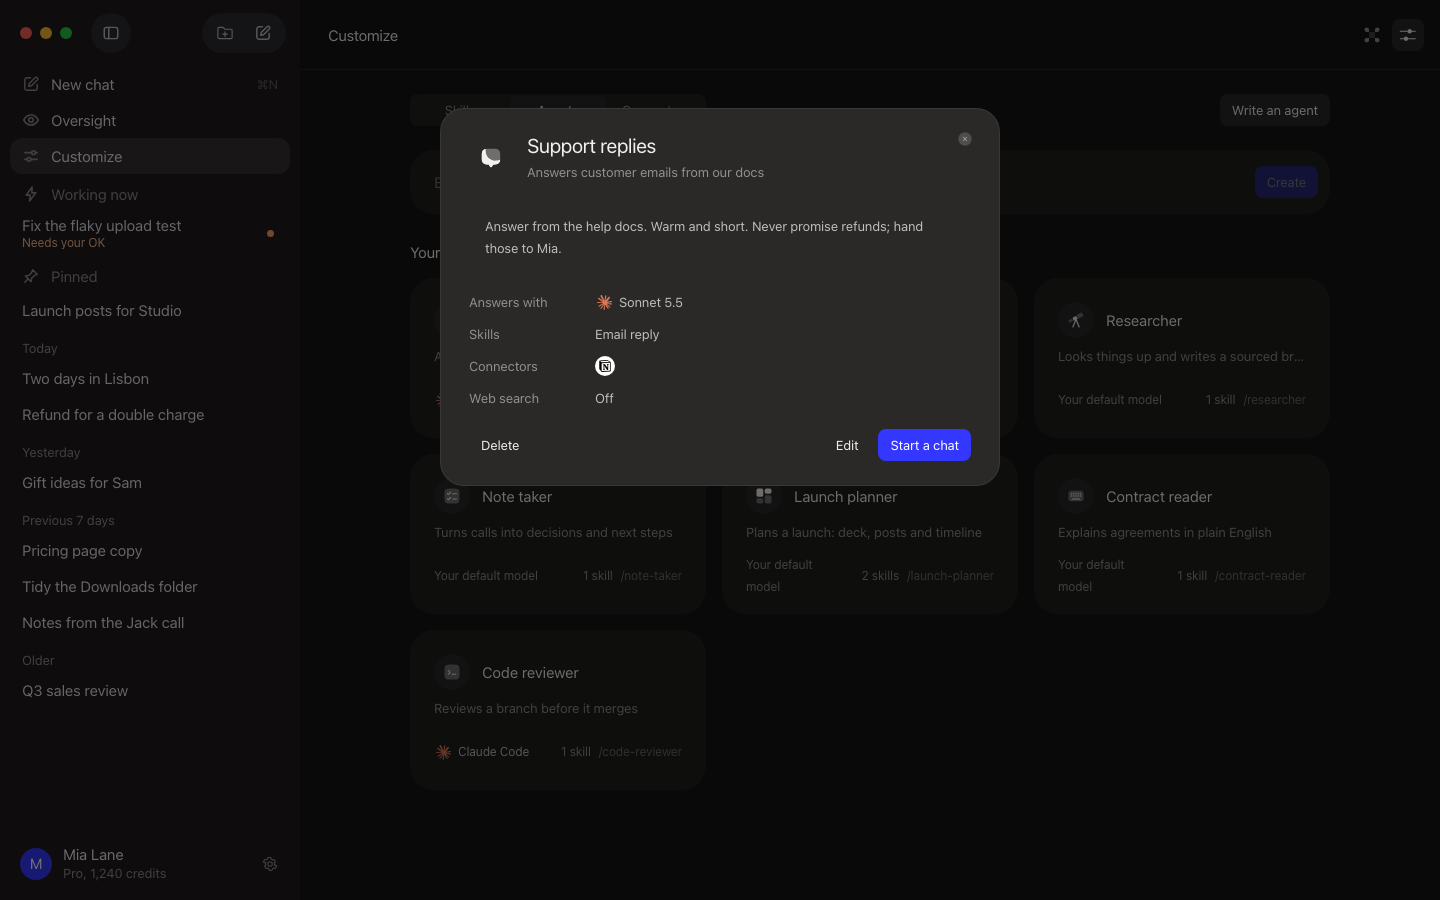 Customize
New chat ⌘N
Oversight
Customize
Working now
Fix the flaky upload test
Needs your OK
Pinned
Launch posts for Studio
Today
Two days in Lisbon
Refund for a double charge
Yesterday
Gift ideas for Sam
Previous 7 days
Pricing page copy
Tidy the Downloads folder
Notes from the Jack call
Older
Q3 sales review
M
Mia Lane
Pro, 1,240 credits
Write an agent
Create
Your
Support replies
Answers customer emails from our docs
Answer from the help docs. Warm and short. Never promise refunds; hand
those to Mia.
Answers with Sonnet 5.5
Skills Email reply
Connectors
Web search Off
Delete Edit Start a chat
Researcher
Looks things up and writes a sourced br...
Your default model 1 skill /researcher
Note taker
Turns calls into decisions and next steps
Your default model 1 skill /note-taker
Launch planner
Plans a launch: deck, posts and timeline
Your default
model 2 skills /launch-planner
Contract reader
Explains agreements in plain English
Your default
model 1 skill /contract-reader
Code reviewer
Reviews a branch before it merges
Claude Code 1 skill /code-reviewer